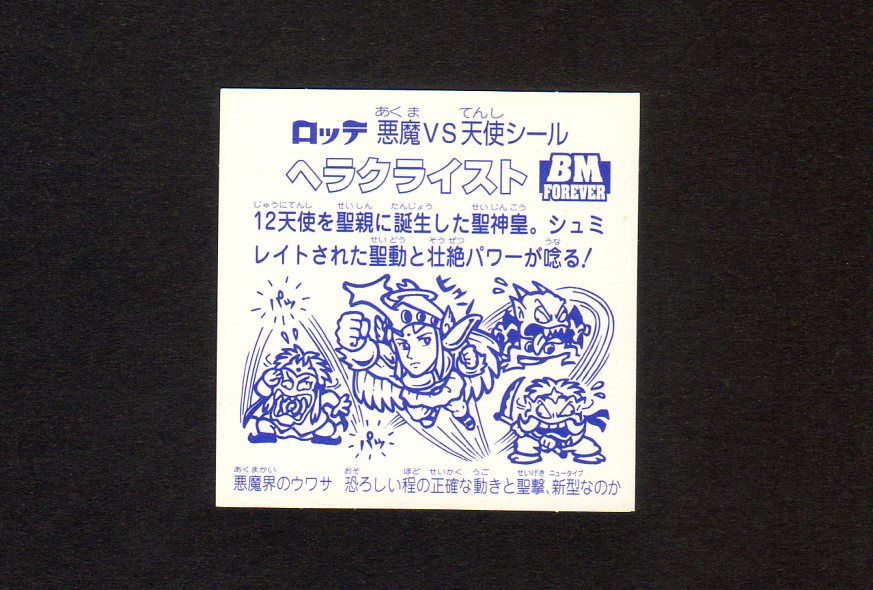 ロッテ 悪魔VS天使シール
ヘラクライスト
BM
FOREVER
12天使を聖親に誕生した聖神皇。シュミ
レイトされた聖動と壮絶パワーが唸る!
パッ
ヒュ
パッ
悪魔界のウワサ 恐ろしい程の正確な動きと聖撃、新型なのか